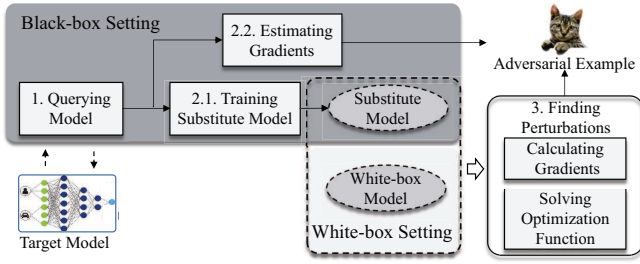 Black-box Setting
2.2. Estimating
Gradients
Adversarial Example
1. Querying
Model
2.1. Training
Substitute Model
Substitute
Model
3. Finding
Perturbations
Calculating
Gradients
White-box
Model
Solving
Optimization
Function
Target Model
White-box Setting